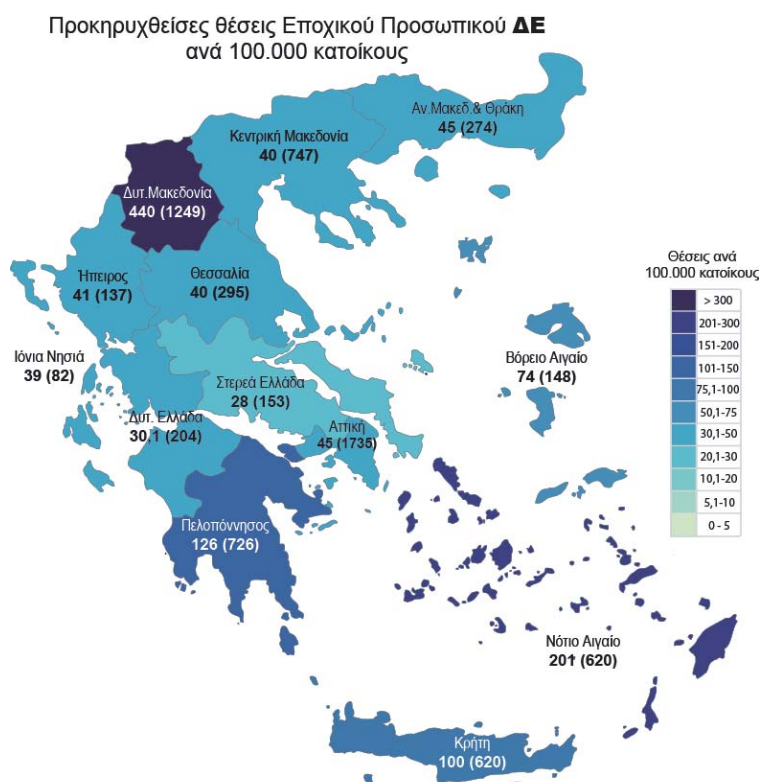 Προκηρυχθείσες θέσεις Εποχικού Προσωπικού ΔΕ
ανά 100.000 κατοίκους
Αν.Μακεδ.& Θράκη
45 (274)
Κεντρική Μακεδονία
40 (747)
Δυτ.Μακεδονία
440 (1249)
Ήπειρος
41 (137)
Θεσσαλία
40 (295)
Ιόνια Νησιά
39 (82)
Στερεά Ελλάδα
28 (153)
Βόρειο Αιγαίο
74 (148)
Δυτ. Ελλάδα
30,1 (204)
Αττική
45 (1735)
Πελοπόννησος
126 (726)
Νότιο Αιγαίο
201 (620)
Κρήτη
100 (620)
Θέσεις ανά
100.000 κατοίκους
> 300
201-300
151-200
101-150
75,1-100
50,1-75
30,1-50
20,1-30
10,1-20
5,1-10
0 - 5